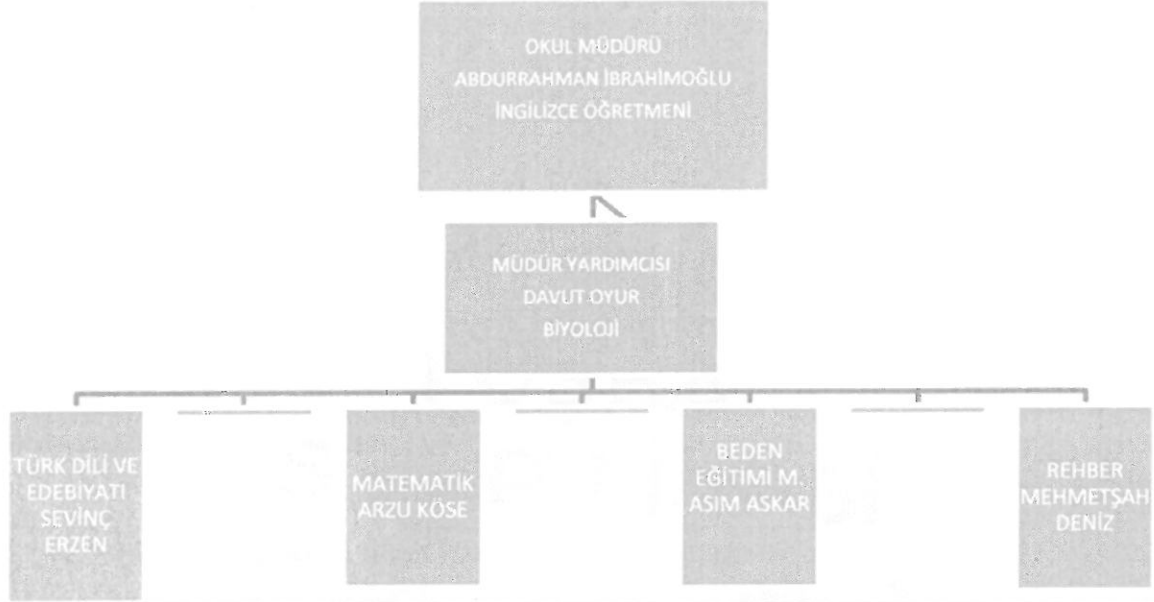 OKUL MÜDÜRÜ
ABDURRAHMAN İBRAHİMOĞLU
İNGİLİZCE ÖĞRETMENİ
MÜDÜR YARDIMCISI
DAVUT OYUR
BİYOLOJİ
TÜRK DİLİ VE
EDEBİYATI
SEVİNÇ
ERZEN
MATEMATİK
ARZU KÖSE
BEDEN
EĞİTİMİ M.
ASIM ASKAR
REHBER
MEHMETŞAH
DENİZ